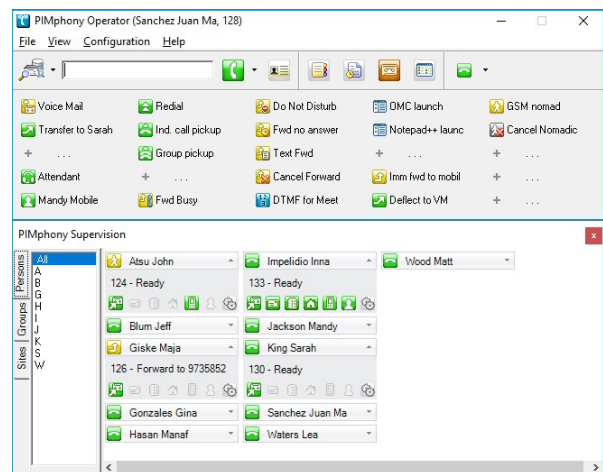 PIMphony Operator (Sanchez Juan Ma, 128)
File View Configuration Help
Voice Mail Redial Do Not Disturb OMC launch GSM nomad
Transfer to Sarah Ind. call pickup Fwd no answer Notepad++ launc Cancel Nomadic
+ ... Group pickup Text Fwd + ... + ...
Attendant + ... Cancel Forward Imm fwd to mobil + ...
Mandy Mobile Fwd Busy DTMF for Meet Deflect to VM + ...
PIMphony Supervision
Persons
Groups
Sites
All
A
B
G
H
I
J
K
S
W
Atsu John Impelidio Inna Wood Matt
124 - Ready 133 - Ready
Blum Jeff Jackson Mandy
Giske Maja King Sarah
126 - Forward to 9735852 130 - Ready
Gonzales Gina Sanchez Juan Ma
Hasan Manaf Waters Lea